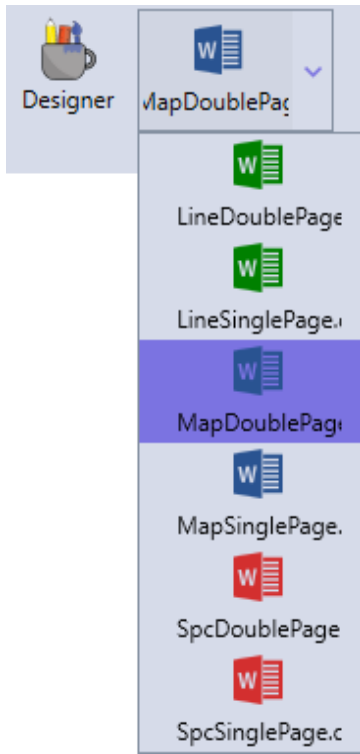 W
Designer
MapDoublePag
W
LineDoublePage
W
LineSinglePage.
W
MapDoublePage
W
MapSinglePage.
W
SpcDoublePage
W
SpcSinglePage.c